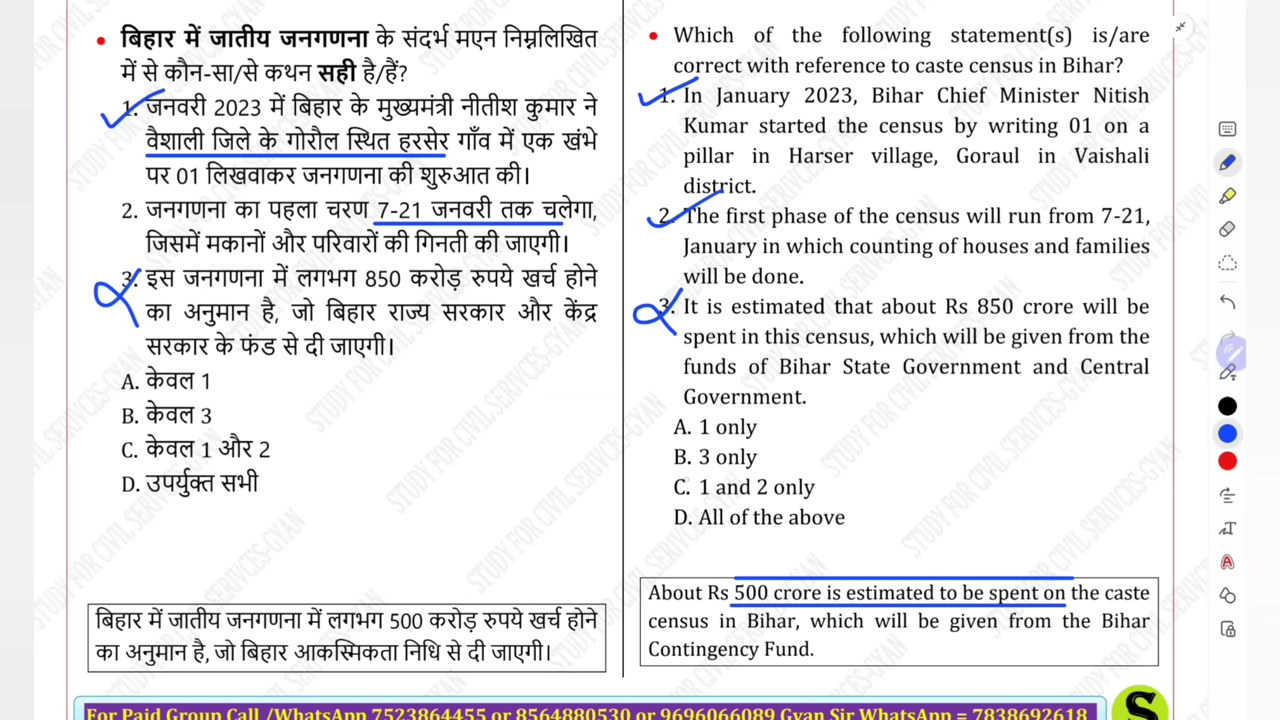 • बिहार में जातीय जनगणना के संदर्भ मएन निम्नलिखित
में से कौन-सा/से कथन सही है/हैं?
1. जनवरी 2023 में बिहार के मुख्यमंत्री नीतीश कुमार ने
वैशाली जिले के गोरौल स्थित हरसेर गाँव में एक खंभे
पर 01 लिखवाकर जनगणना की शुरुआत की।
2. जनगणना का पहला चरण 7-21 जनवरी तक चलेगा,
जिसमें मकानों और परिवारों की गिनती की जाएगी।
3. इस जनगणना में लगभग 850 करोड़ रुपये खर्च होने
का अनुमान है, जो बिहार राज्य सरकार और केंद्र
सरकार के फंड से दी जाएगी।
A. केवल 1
B. केवल 3
C. केवल 1 और 2
D. उपर्युक्त सभी
बिहार में जातीय जनगणना में लगभग 500 करोड़ रुपये खर्च होने
का अनुमान है, जो बिहार आकस्मिकता निधि से दी जाएगी।
• Which of the following statement(s) is/are
correct with reference to caste census in Bihar?
1. In January 2023, Bihar Chief Minister Nitish
Kumar started the census by writing 01 on a
pillar in Harser village, Goraul in Vaishali
district.
2. The first phase of the census will run from 7-21,
January in which counting of houses and families
will be done.
3. It is estimated that about Rs 850 crore will be
spent in this census, which will be given from the
funds of Bihar State Government and Central
Government.
A. 1 only
B. 3 only
C. 1 and 2 only
D. All of the above
About Rs 500 crore is estimated to be spent on the caste
census in Bihar, which will be given from the Bihar
Contingency Fund.
STUDY FOR CIVIL SERIVCES-GYAN
For Paid Group Call /WhatsApp 7523864455 or 8564880530 or 9696066089 Gyan Sir WhatsApp = 7838692618
S